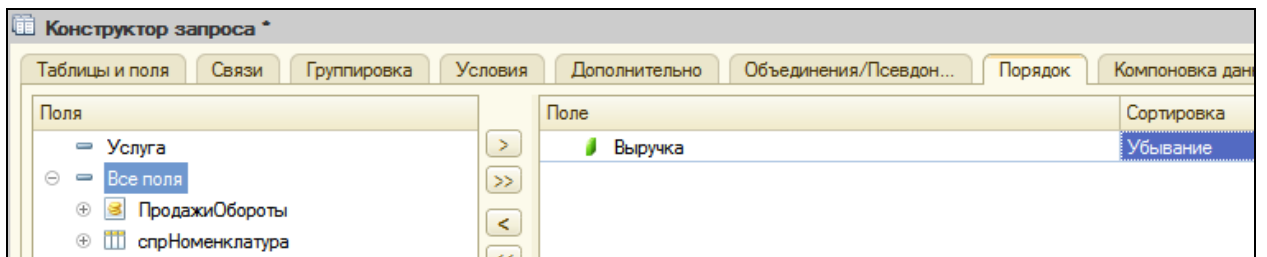 Конструктор запроса *
Таблицы и поля Связи Группировка Условия Дополнительно Объединения/Псевдон... Порядок Компоновка данн
Поля Поле Сортировка
Услуга > Выручка Убывание
Все поля >>
ПродажиОбороты
<
спрНоменклатура